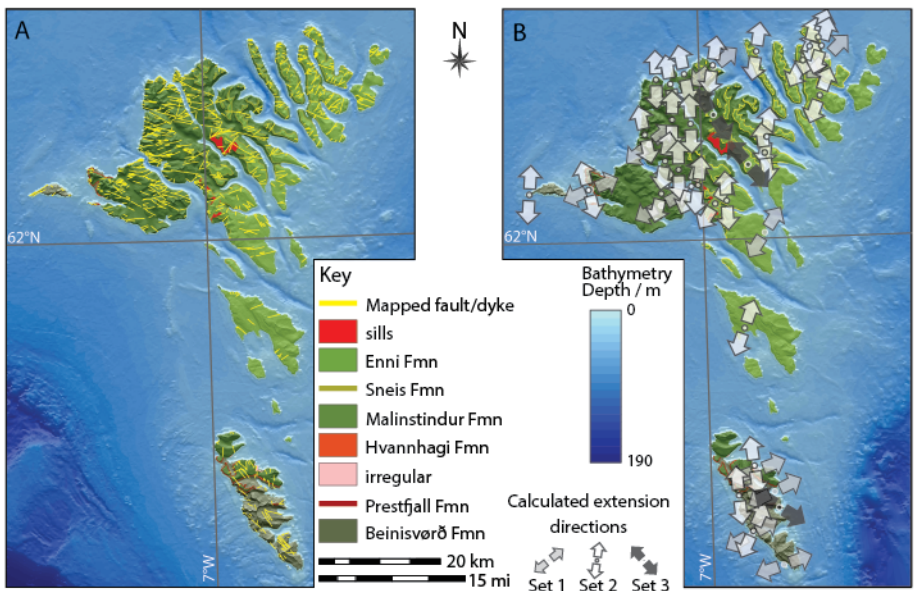 A
N
B
62°N
62°N
Key
Mapped fault/dyke
sills
Enni Fmn
Sneis Fmn
Malinstindur Fmn
Hvannhagi Fmn
irregular
Prestfjall Fmn
Beinisvørð Fmn
20 km
15 mi
7°W
Bathymetry
Depth / m
0
190
Calculated extension
directions
Set 1 Set 2 Set 3
7°W